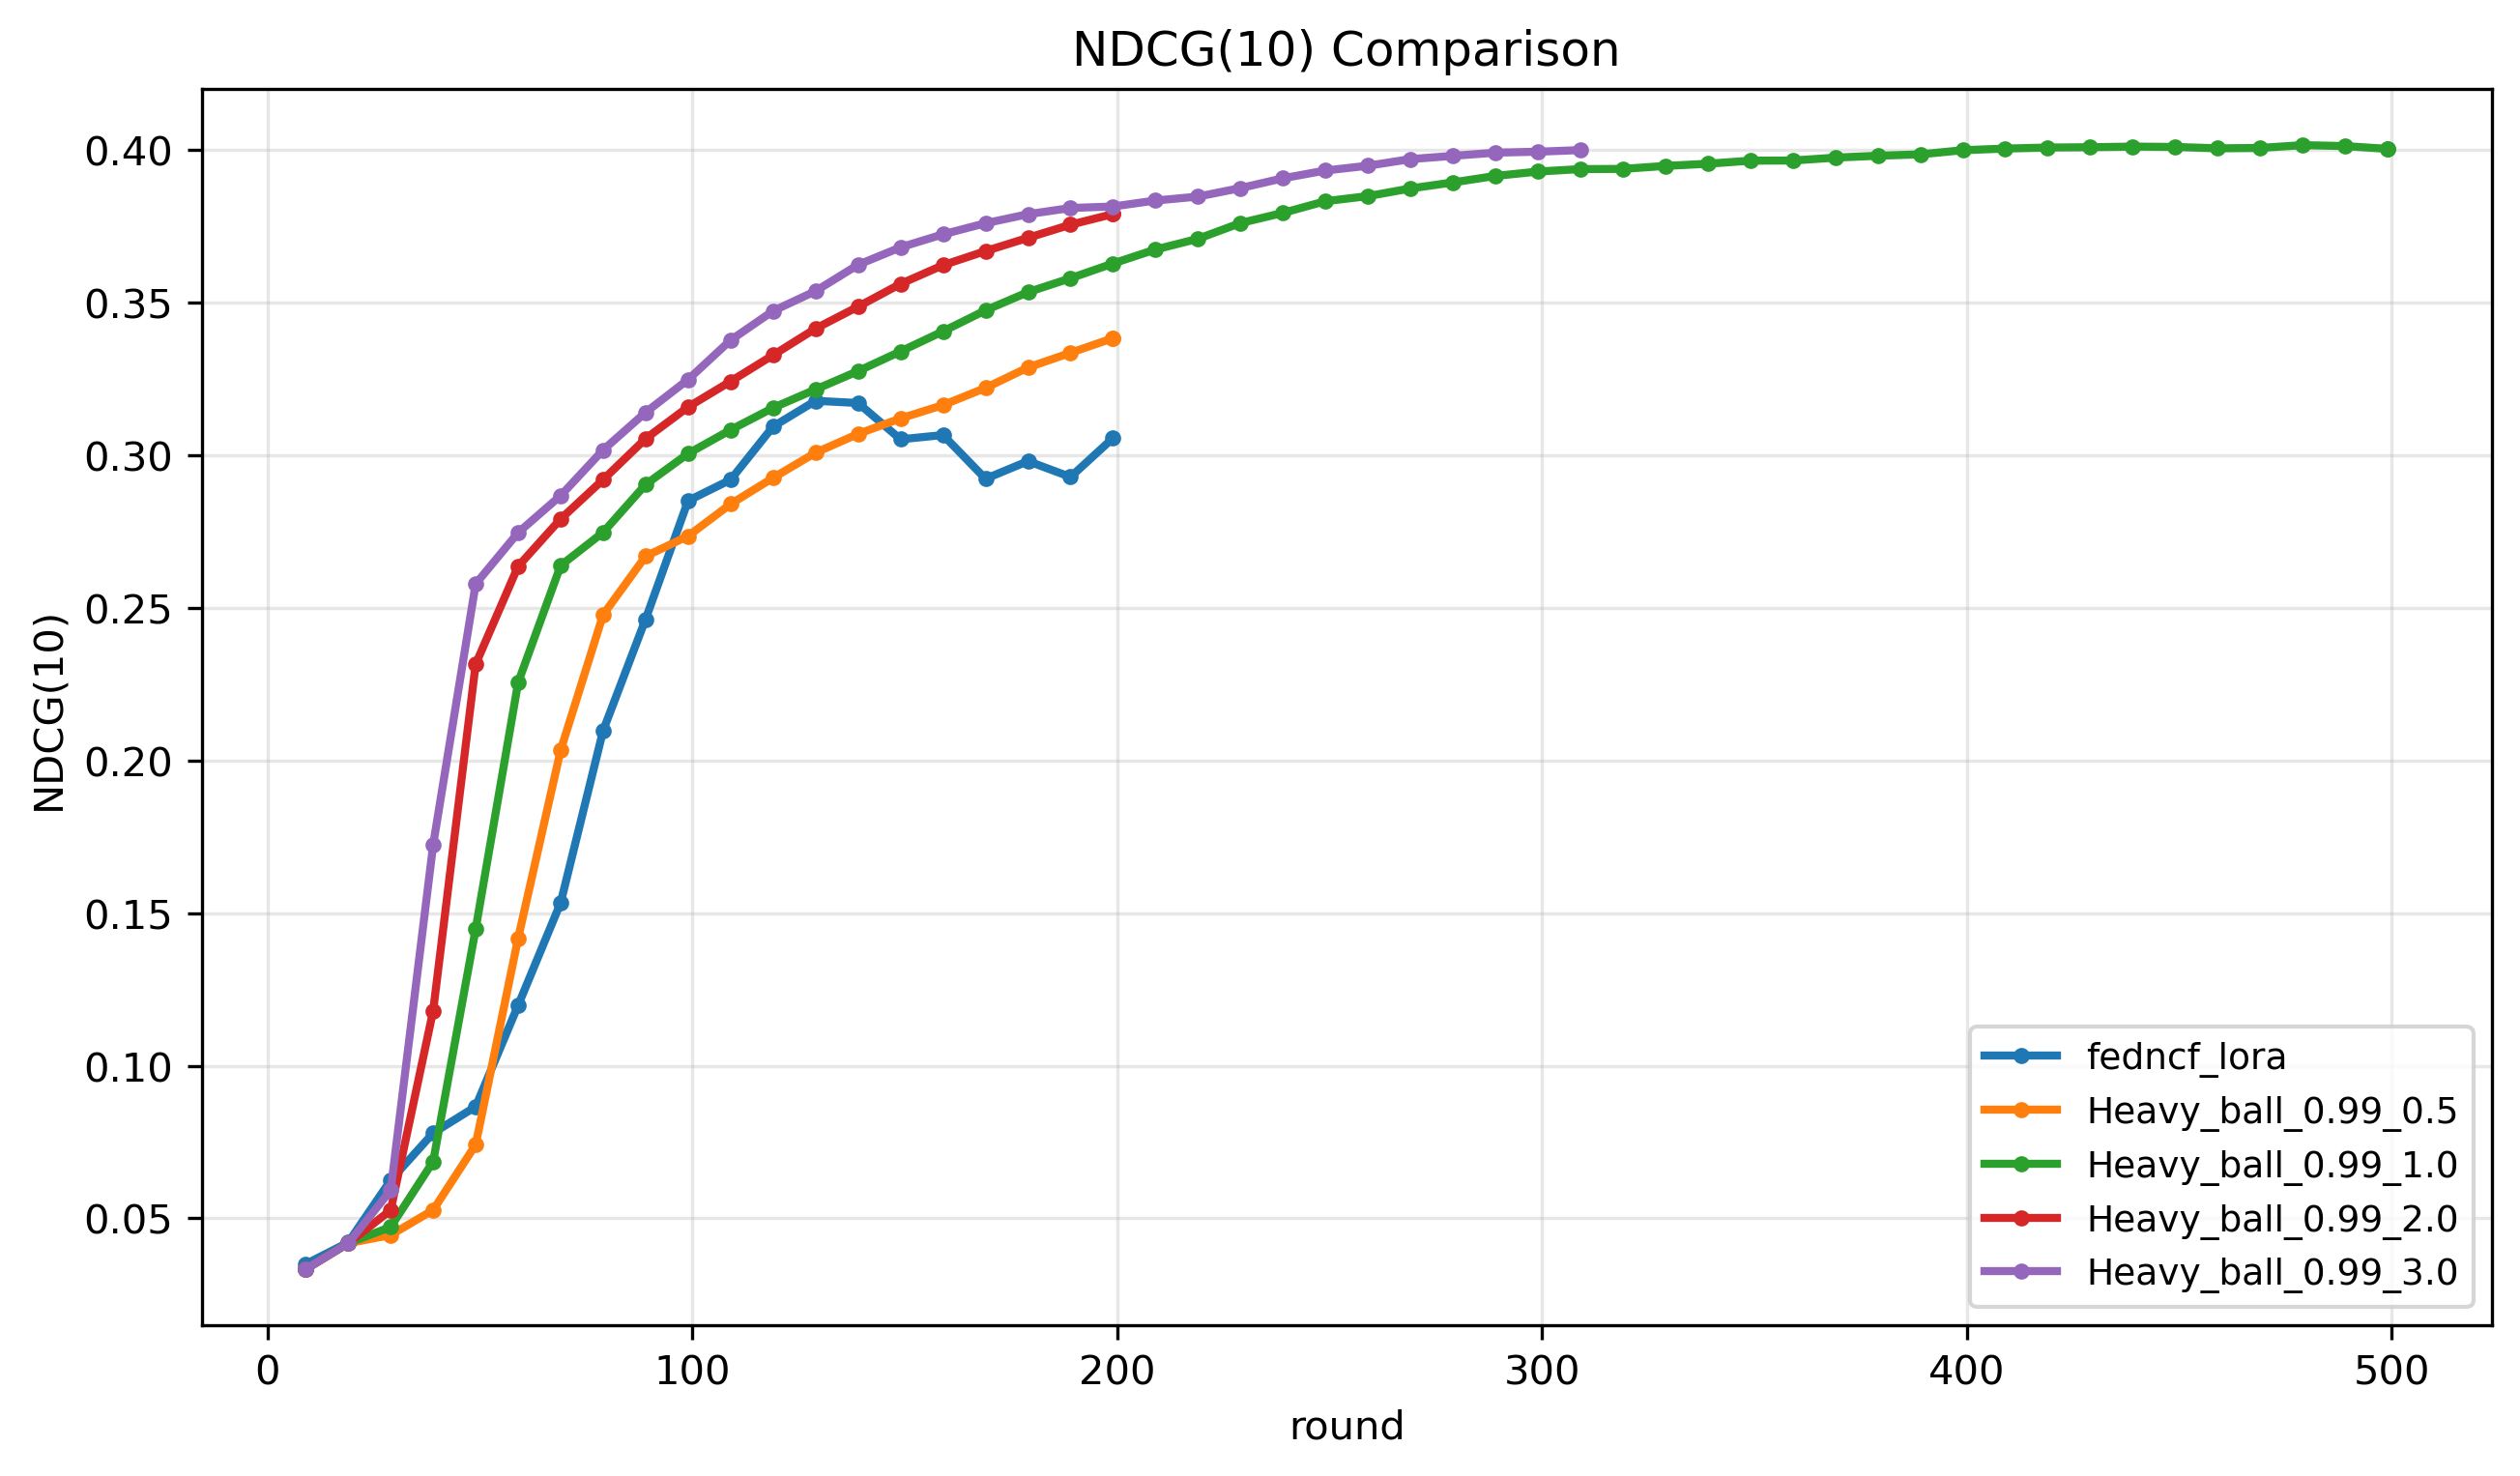 NDCG(10) Comparison
NDCG(10)
0.40
0.35
0.30
0.25
0.20
0.15
0.10
0.05
0 100 200 300 400 500
round
fedncf_lora
Heavy_ball_0.99_0.5
Heavy_ball_0.99_1.0
Heavy_ball_0.99_2.0
Heavy_ball_0.99_3.0